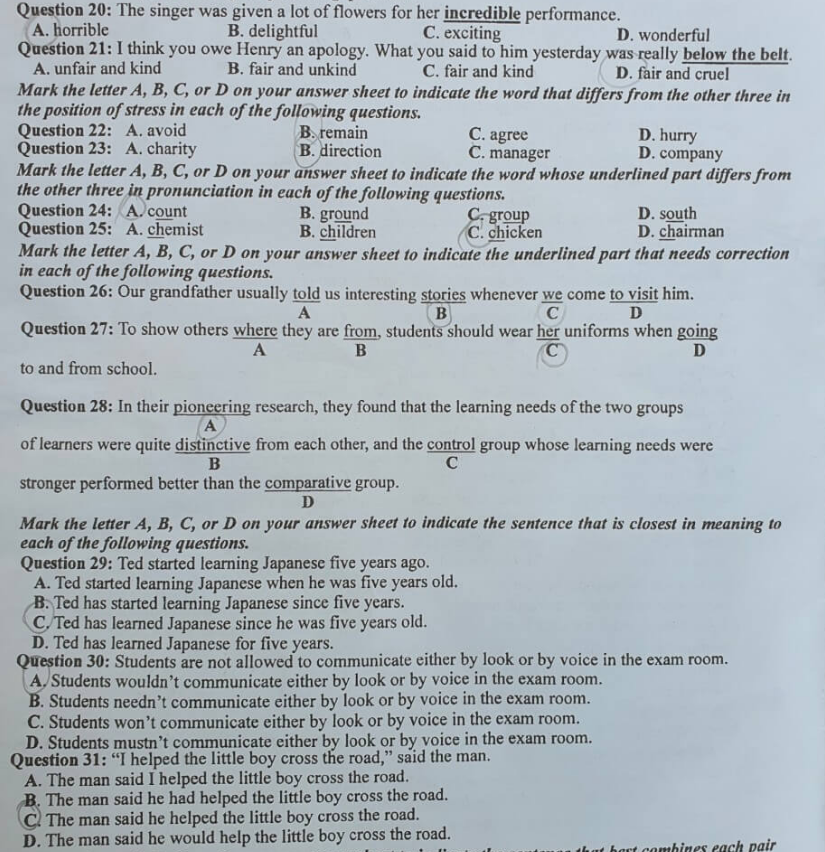 Question 20: The singer was given a lot of flowers for her incredible performance.
A. horrible B. delightful C. exciting D. wonderful
Question 21: I think you owe Henry an apology. What you said to him yesterday was really below the belt.
A. unfair and kind B. fair and unkind C. fair and kind D. fair and cruel
Mark the letter A, B, C, or D on your answer sheet to indicate the word that differs from the other three in
the position of stress in each of the following questions.
Question 22: A. avoid B. remain C. agree D. hurry
Question 23: A. charity B. direction C. manager D. company
Mark the letter A, B, C, or D on your answer sheet to indicate the word whose underlined part differs from
the other three in pronunciation in each of the following questions.
Question 24: A. count B. ground C. group D. south
Question 25: A. chemist B. children C. chicken D. chairman
Mark the letter A, B, C, or D on your answer sheet to indicate the underlined part that needs correction
in each of the following questions.
Question 26: Our grandfather usually told us interesting stories whenever we come to visit him.
A B C D
Question 27: To show others where they are from, students should wear her uniforms when going
A B C D
to and from school.
Question 28: In their pioneering research, they found that the learning needs of the two groups
A
of learners were quite distinctive from each other, and the control group whose learning needs were
B C
stronger performed better than the comparative group.
D
Mark the letter A, B, C, or D on your answer sheet to indicate the sentence that is closest in meaning to
each of the following questions.
Question 29: Ted started learning Japanese five years ago.
A. Ted started learning Japanese when he was five years old.
B. Ted has started learning Japanese since five years.
C. Ted has learned Japanese since he was five years old.
D. Ted has learned Japanese for five years.
Question 30: Students are not allowed to communicate either by look or by voice in the exam room.
A. Students wouldn't communicate either by look or by voice in the exam room.
B. Students needn't communicate either by look or by voice in the exam room.
C. Students won't communicate either by look or by voice in the exam room.
D. Students mustn't communicate either by look or by voice in the exam room.
Question 31: "I helped the little boy cross the road," said the man.
A. The man said I helped the little boy cross the road.
B. The man said he had helped the little boy cross the road.
C. The man said he helped the little boy cross the road.
D. The man said he would help the little boy cross the road.
that best combines each pair